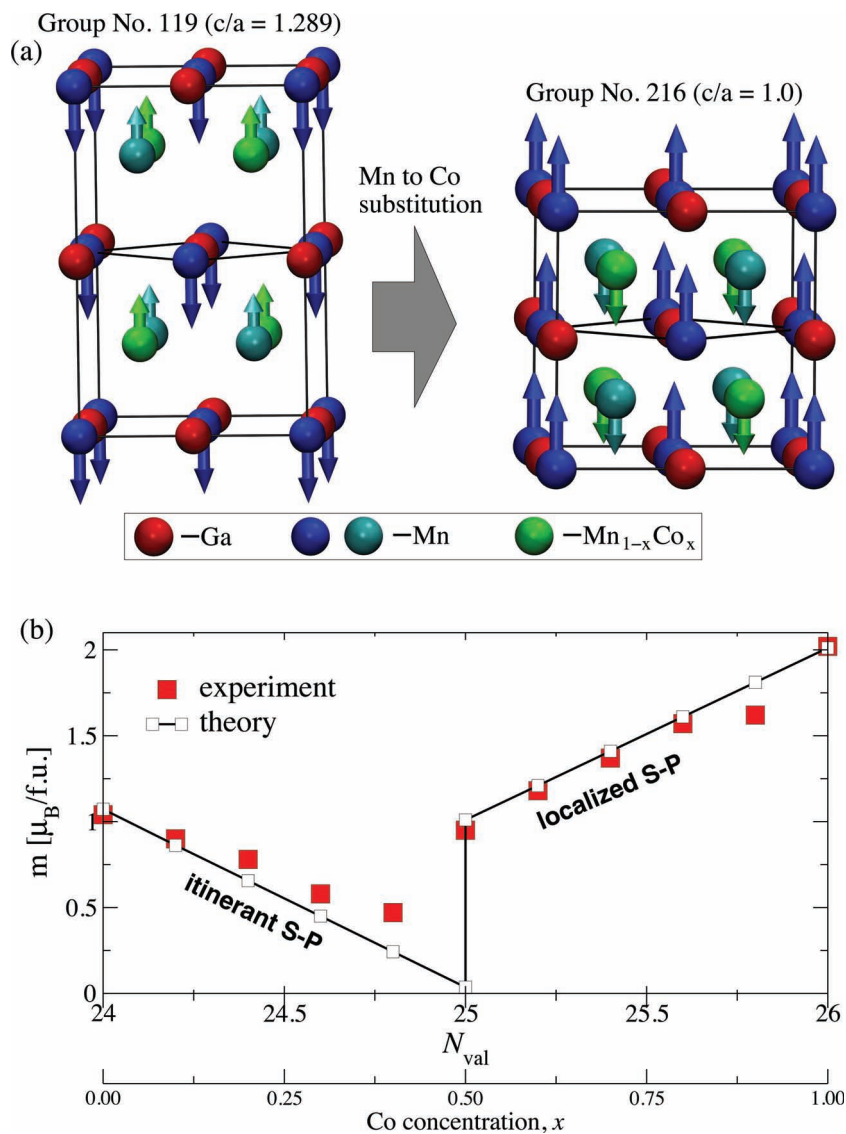 Group No. 119 (c/a = 1.289)
(a)
Group No. 216 (c/a = 1.0)
Mn to Co
substitution
–Ga
–Mn
–Mn1-xCox
(b)
2
1.5
1
0.5
0
m [μB/f.u.]
experiment
theory
itinerant S-P
localized S-P
24 24.5 25 25.5 26
Nval
0.00 0.25 0.50 0.75 1.00
Co concentration, x